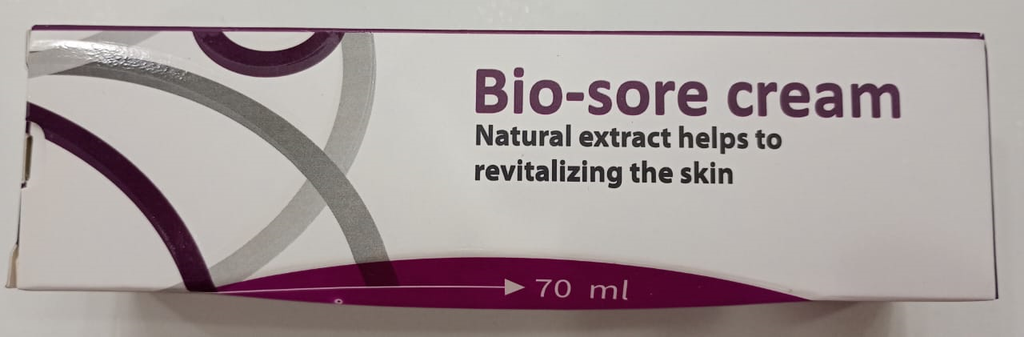 Bio-sore cream
Natural extract helps to
revitalizing the skin
70 ml